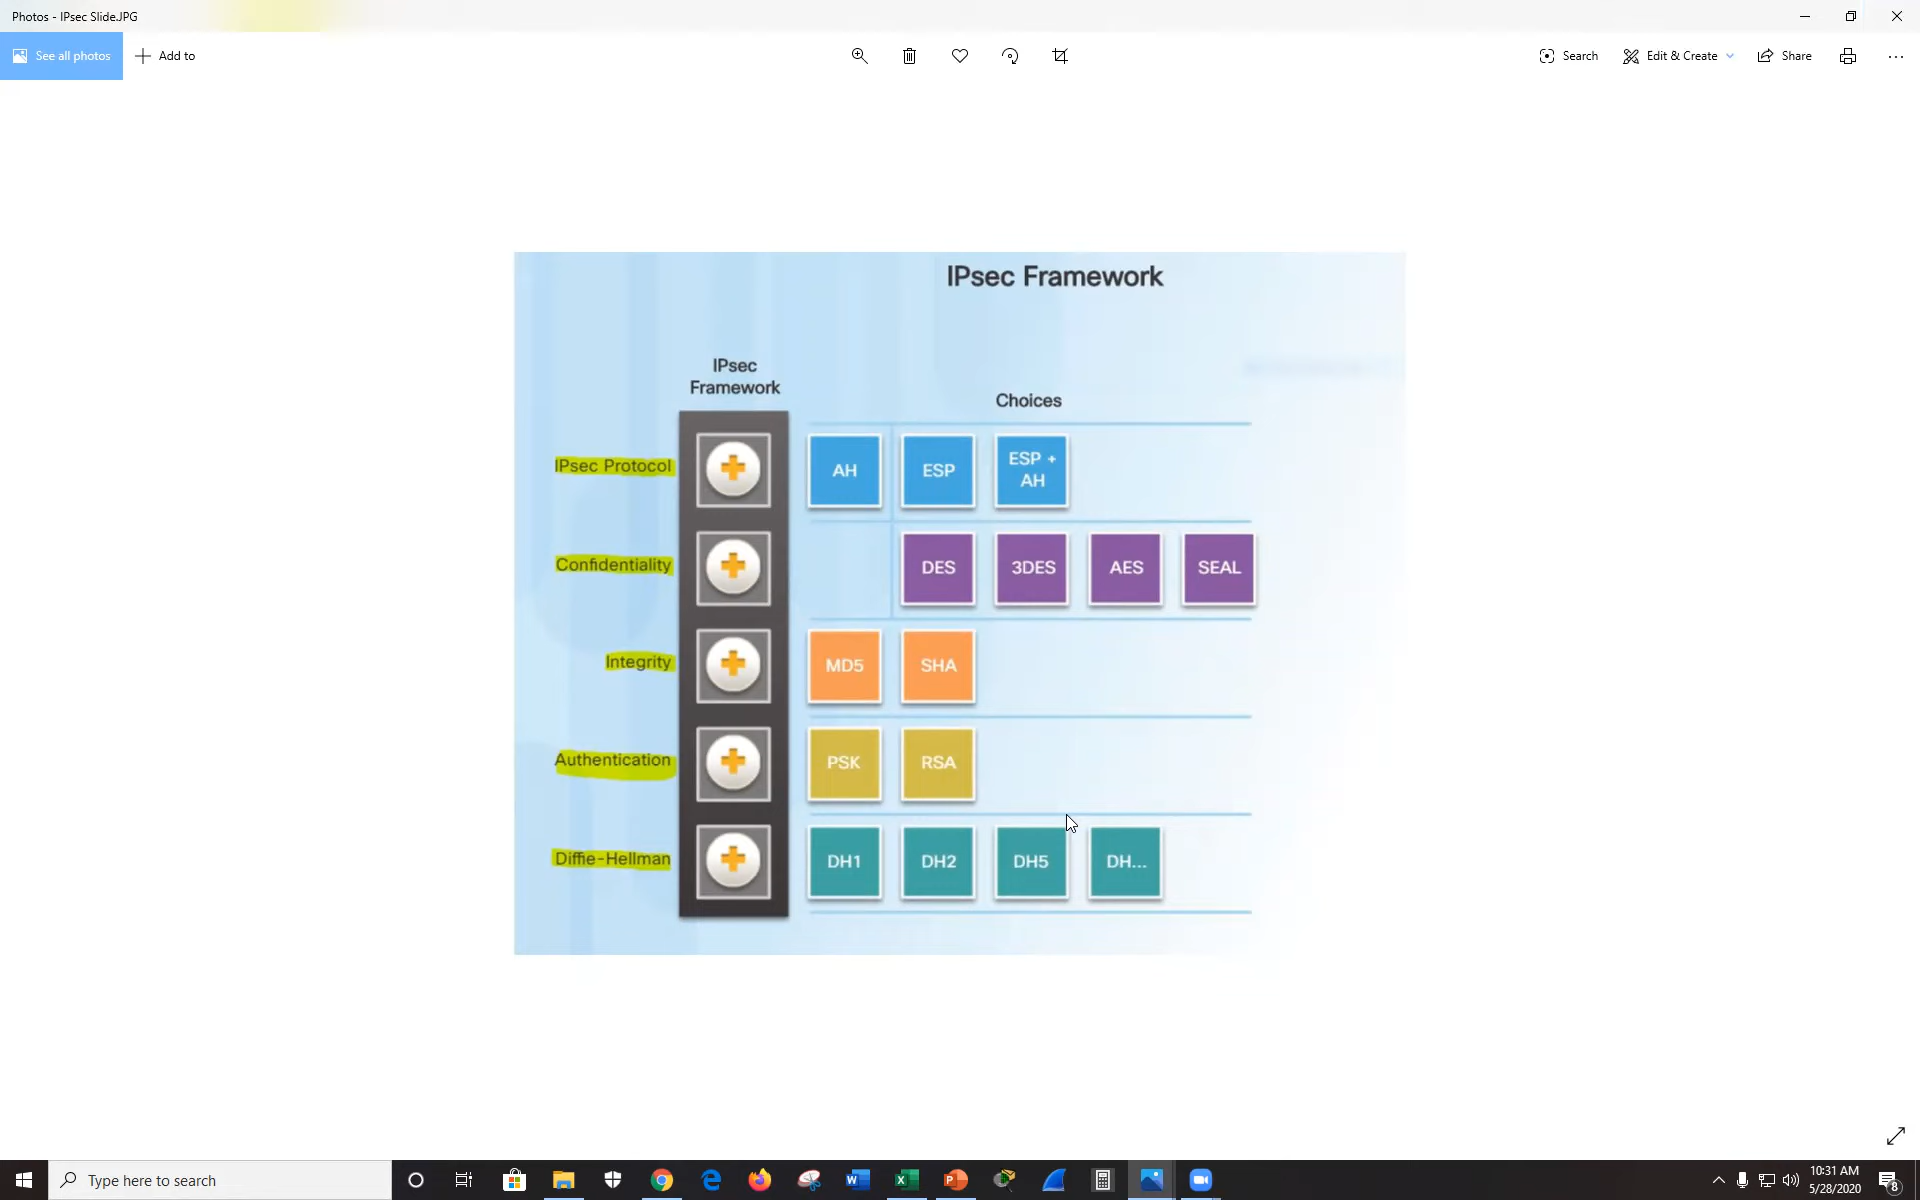 Photos - IPsec Slide.JPG
See all photos
Add to
Search
Edit & Create
Share
IPsec Framework
IPsec
Framework
Choices
IPsec Protocol
AH
ESP
ESP +
AH
Confidentiality
DES
3DES
AES
SEAL
Integrity
MD5
SHA
Authentication
PSK
RSA
Diffie-Hellman
DH1
DH2
DH5
DH...
Type here to search
10:31 AM
5/28/2020
8